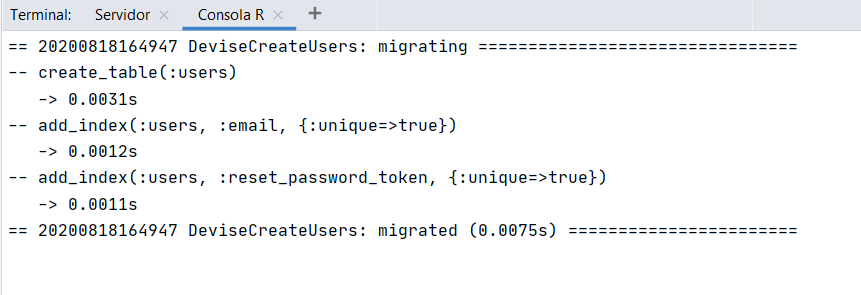 Terminal: Servidor × Consola R × +
== 20200818164947 DeviseCreateUsers: migrating ================================
-- create_table(:users)
   -> 0.0031s
-- add_index(:users, :email, {:unique=>true})
   -> 0.0012s
-- add_index(:users, :reset_password_token, {:unique=>true})
   -> 0.0011s
== 20200818164947 DeviseCreateUsers: migrated (0.0075s) =======================